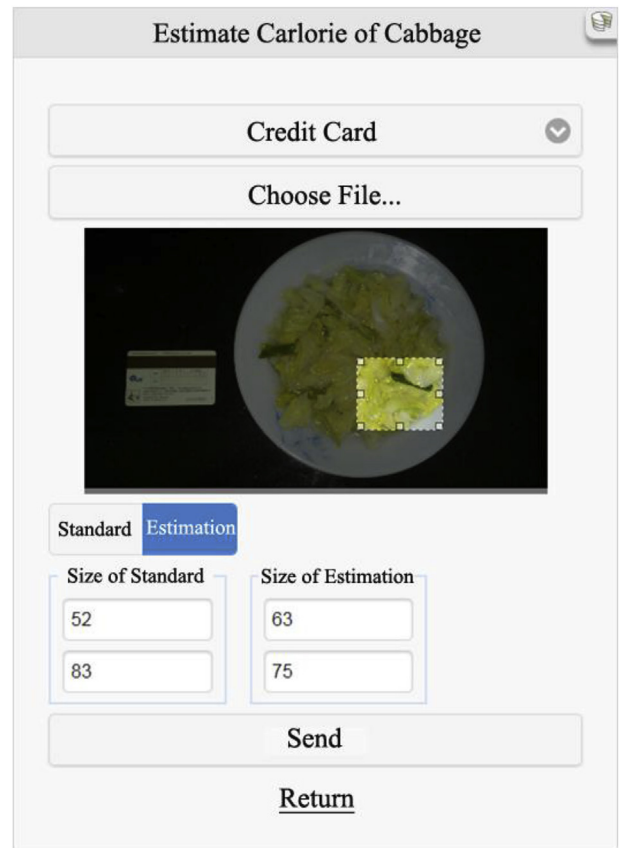 Estimate Carlorie of Cabbage
Credit Card
Choose File...
Standard Estimation
Size of Standard Size of Estimation
52 63
83 75
Send
Return